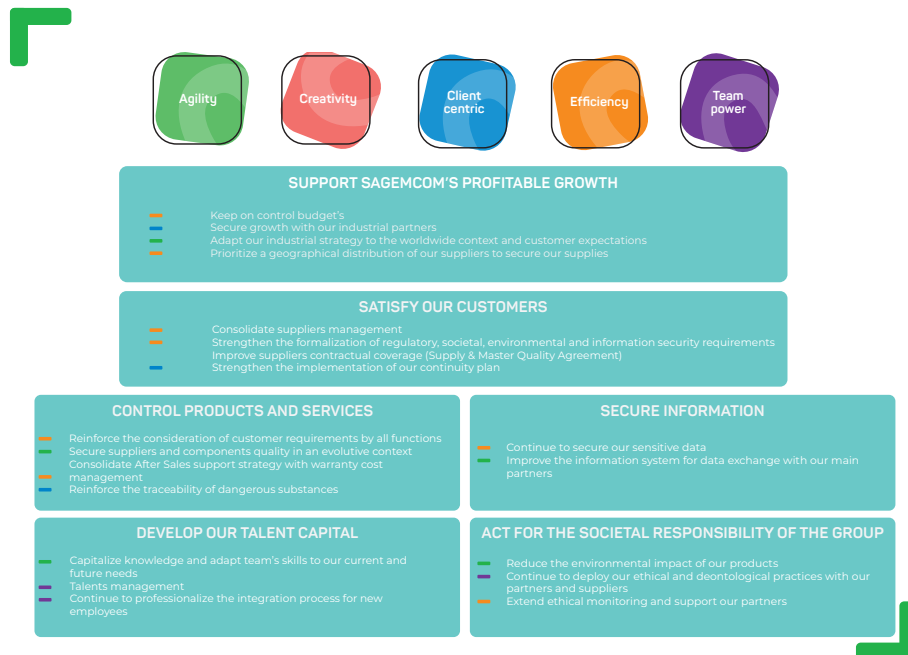 Agility
Creativity
Client
centric
Efficiency
Team
power
SUPPORT SAGEMCOM'S PROFITABLE GROWTH
Keep on control budget's
Secure growth with our industrial partners
Adapt our industrial strategy to the worldwide context and customer expectations
Prioritize a geographical distribution of our suppliers to secure our supplies
SATISFY OUR CUSTOMERS
Consolidate suppliers management
Strengthen the formalization of regulatory, societal, environmental and information security requirements
Improve suppliers contractual coverage (Supply & Master Quality Agreement)
Strengthen the implementation of our continuity plan
CONTROL PRODUCTS AND SERVICES
Reinforce the consideration of customer requirements by all functions
Secure suppliers and components quality in an evolutive context
Consolidate After Sales support strategy with warranty cost
management
Reinforce the traceability of dangerous substances
SECURE INFORMATION
Continue to secure our sensitive data
Improve the information system for data exchange with our main
partners
DEVELOP OUR TALENT CAPITAL
Capitalize knowledge and adapt team's skills to our current and
future needs
Talents management
Continue to professionalize the integration process for new
employees
ACT FOR THE SOCIETAL RESPONSIBILITY OF THE GROUP
Reduce the environmental impact of our products
Continue to deploy our ethical and deontological practices with our
partners and suppliers
Extend ethical monitoring and support our partners